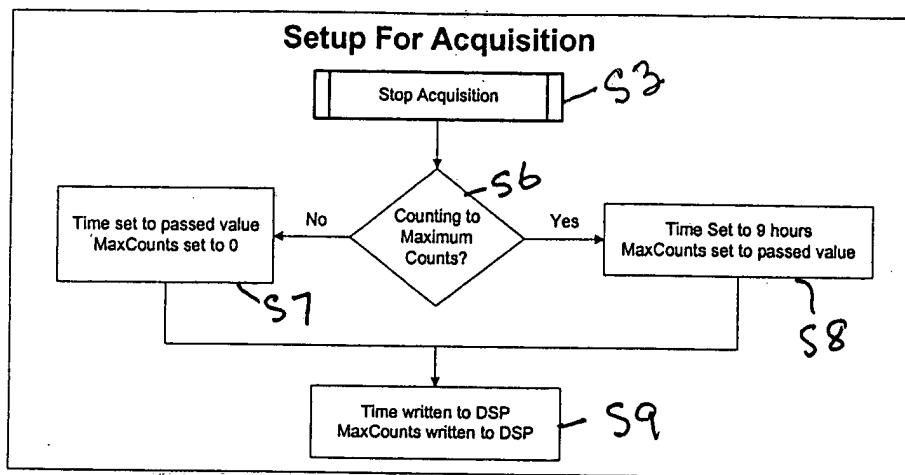 Setup For Acquisition
Stop Acquisition
S3
S6
Counting to
Maximum
Counts?
No
Yes
Time set to passed value
MaxCounts set to 0
S7
Time Set to 9 hours
MaxCounts set to passed value
S8
Time written to DSP
MaxCounts written to DSP
S9